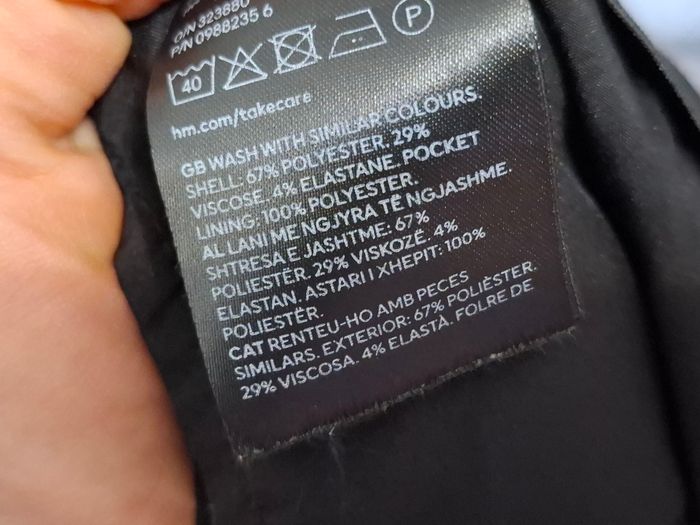 O/N 323880
P/N 0988235 6
40 P
hm.com/takecare
GB WASH WITH SIMILAR COLOURS.
SHELL: 67% POLYESTER. 29%
VISCOSE. 4% ELASTANE. POCKET
LINING: 100% POLYESTER.
AL LANI ME NGJYRA TË NGJASHME.
SHTRESA E JASHTME: 67%
POLIESTËR. 29% VISKOZË. 4%
ELASTAN. ASTARI I XHEPIT: 100%
POLIESTËR.
CAT RENTEU-HO AMB PECES
SIMILARS. EXTERIOR: 67% POLIÈSTER.
29% VISCOSA. 4% ELASTÀ. FOLRE DE